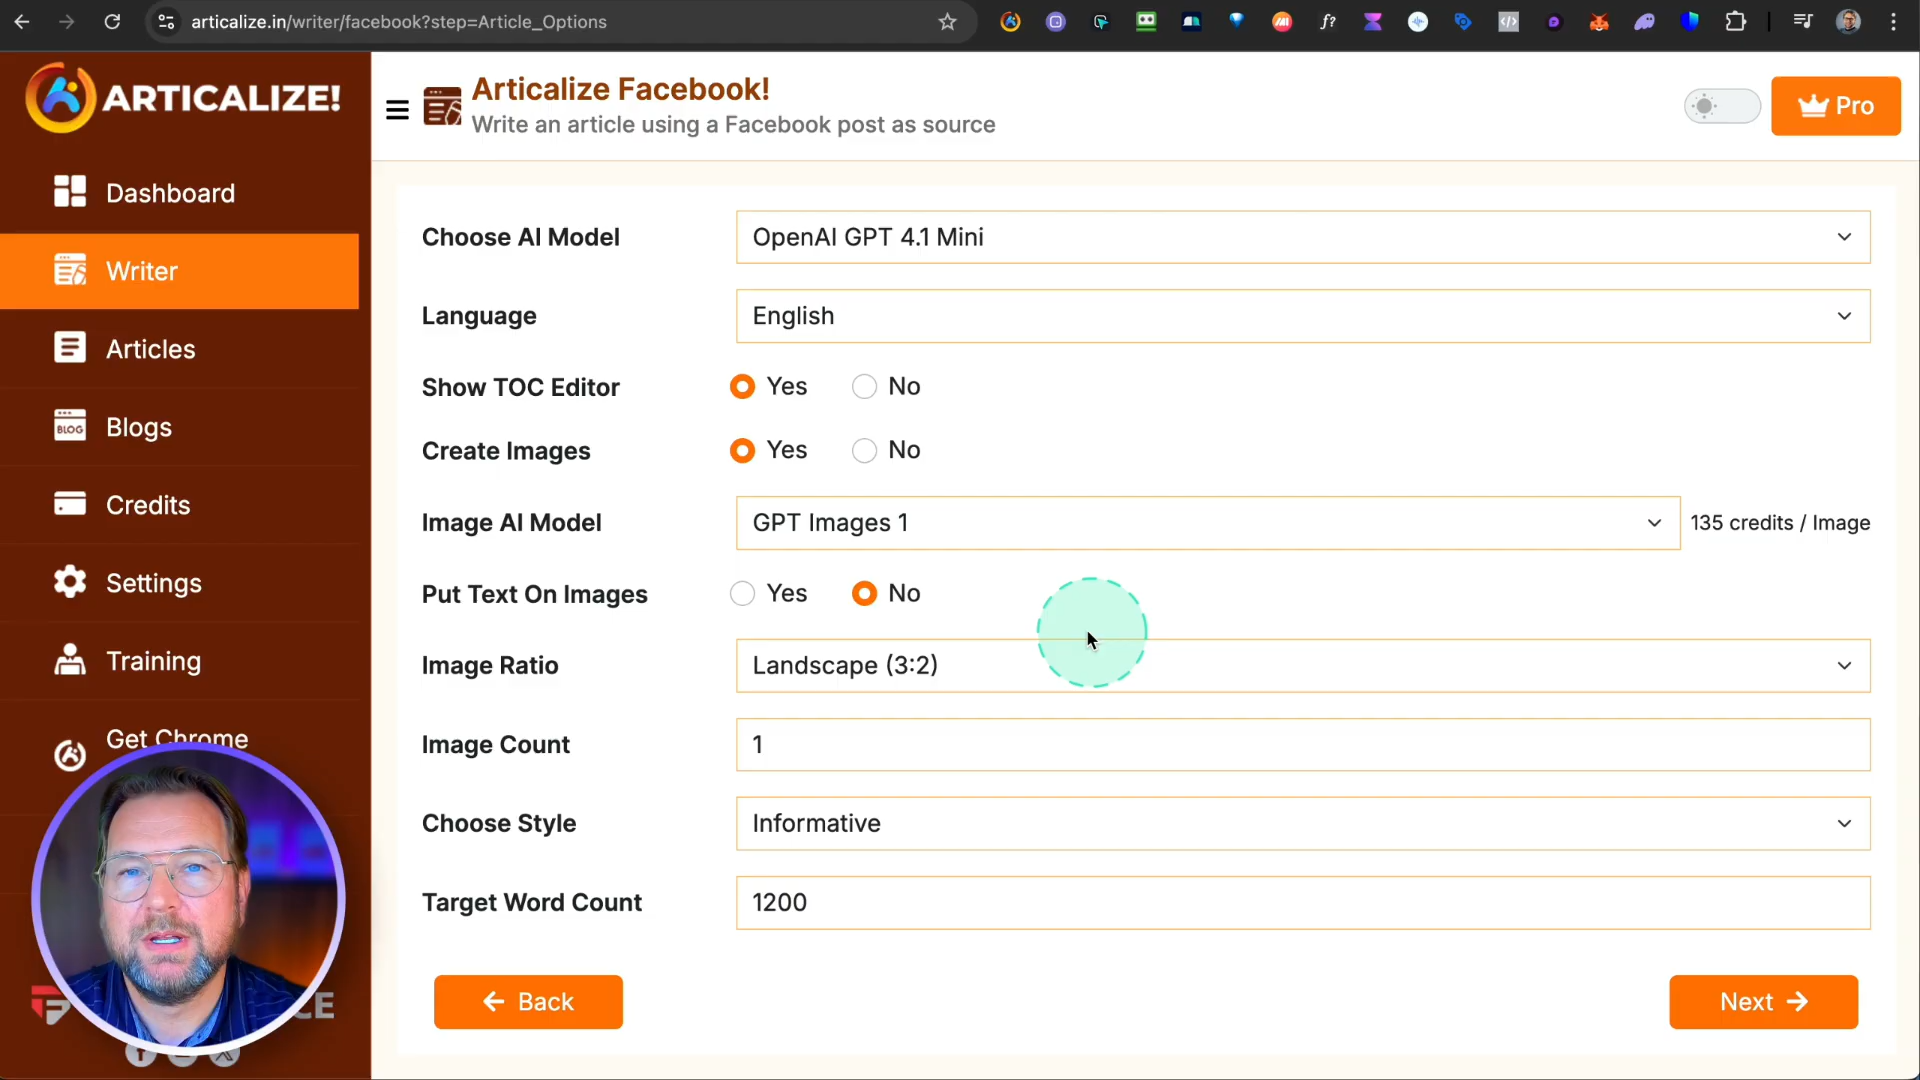 articalize.in/writer/facebook?step=Article_Options
ARTICALIZE!
Articalize Facebook!
Write an article using a Facebook post as source
Pro
Dashboard
Writer
Articles
Blogs
BLOG
Credits
Settings
Training
Get Chrome
Choose AI Model
OpenAI GPT 4.1 Mini
Language
English
Show TOC Editor
Yes
No
Create Images
Yes
No
Image AI Model
GPT Images 1
135 credits / Image
Put Text On Images
Yes
No
Image Ratio
Landscape (3:2)
Image Count
1
Choose Style
Informative
Target Word Count
1200
Back
Next